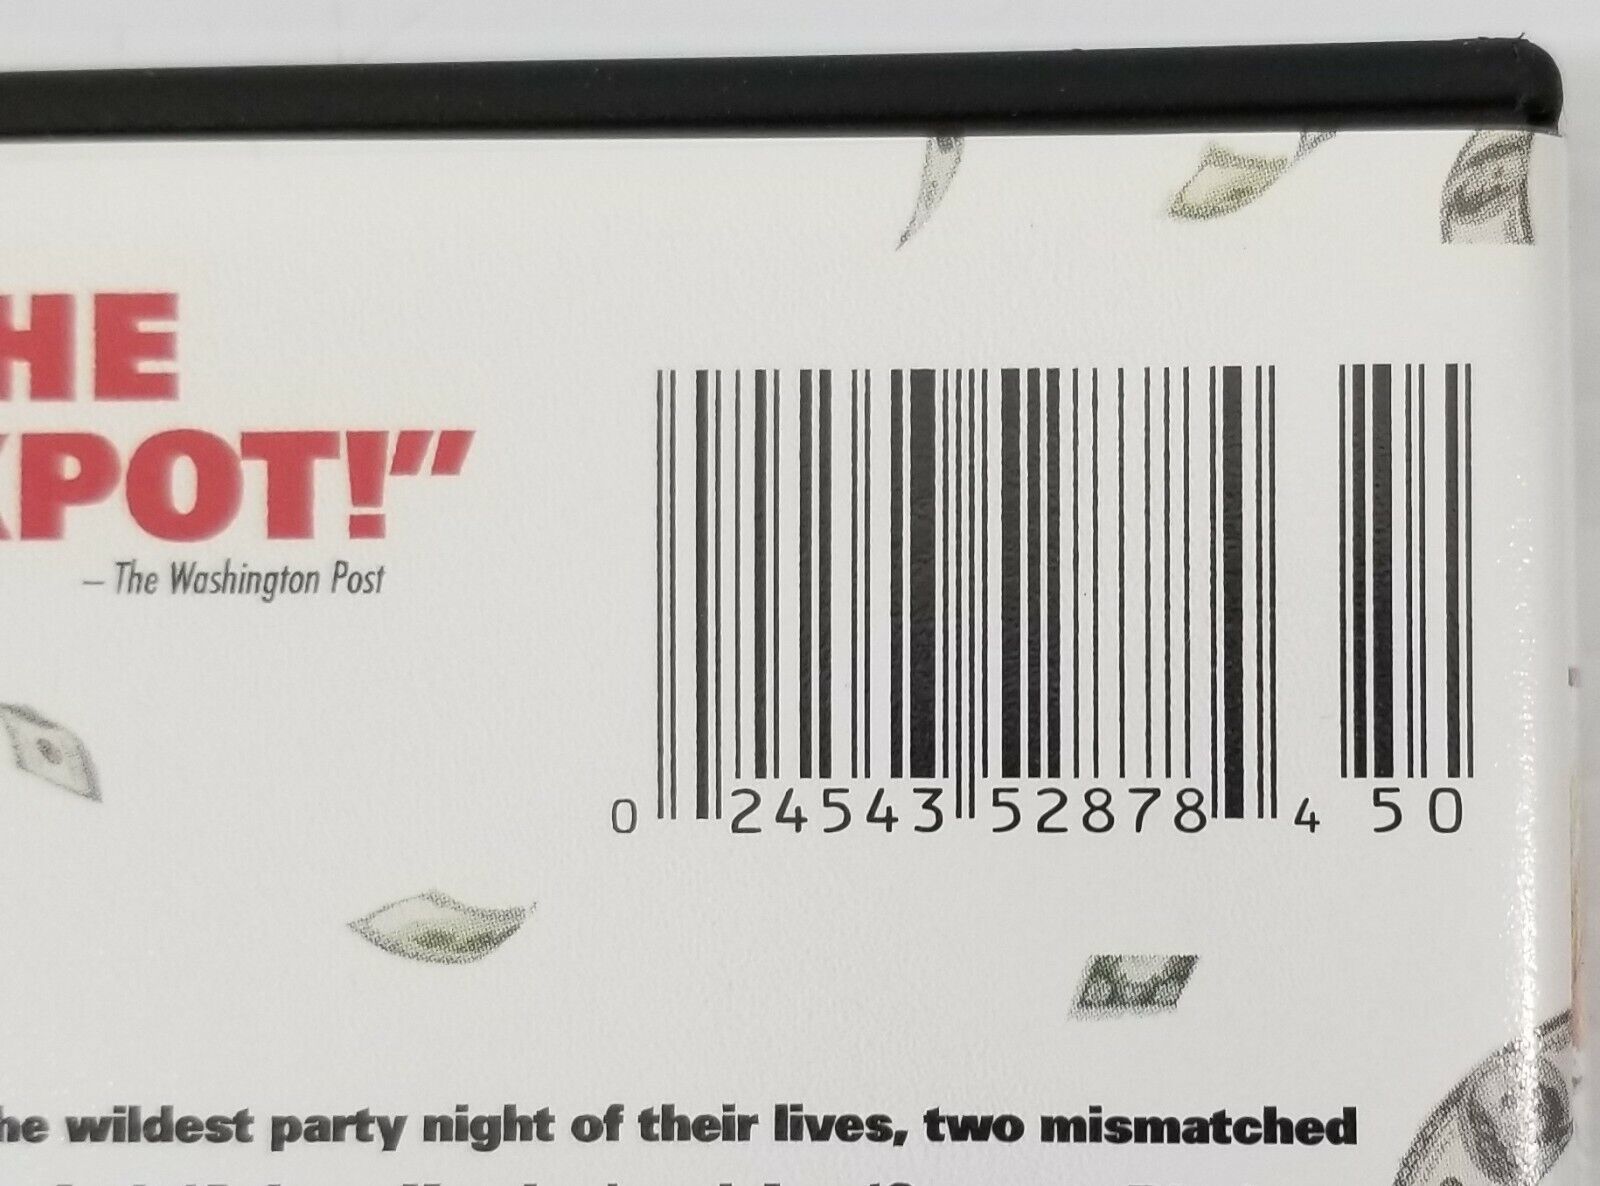 HE
KPOT!”
– The Washington Post
0 24543 52878 4 50
he wildest party night of their lives, two mismatched